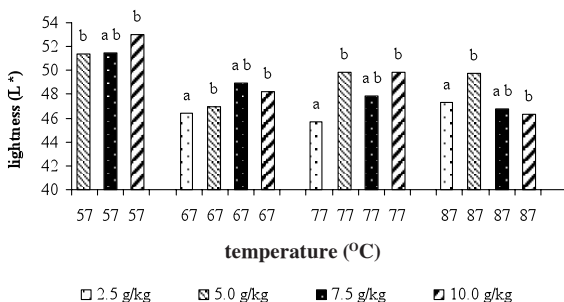 54
52
50
48
46
44
42
40
lightness (L*)
b a b b
a b a b b
a b a b b
a b a b b
57 57 57 67 67 67 67 77 77 77 77 87 87 87 87
temperature (OC)
2.5 g/kg 5.0 g/kg 7.5 g/kg 10.0 g/kg